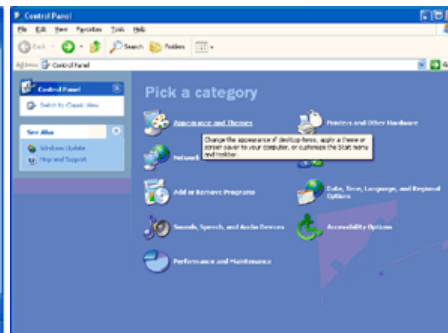 Control Panel
File Edit View Favorites Tools Help
Back Search Folders
Address Control Panel Go
Control Panel
Switch to Classic View
See Also
Windows Update
Help and Support
Pick a category
Appearance and Themes
Printers and Other Hardware
Change the appearance of desktop items, apply a theme or
screen saver to your computer, or customize the Start menu
and taskbar.
Network
Add or Remove Programs
Date, Time, Language, and Regional
Options
Sounds, Speech, and Audio Devices
Accessibility Options
Performance and Maintenance